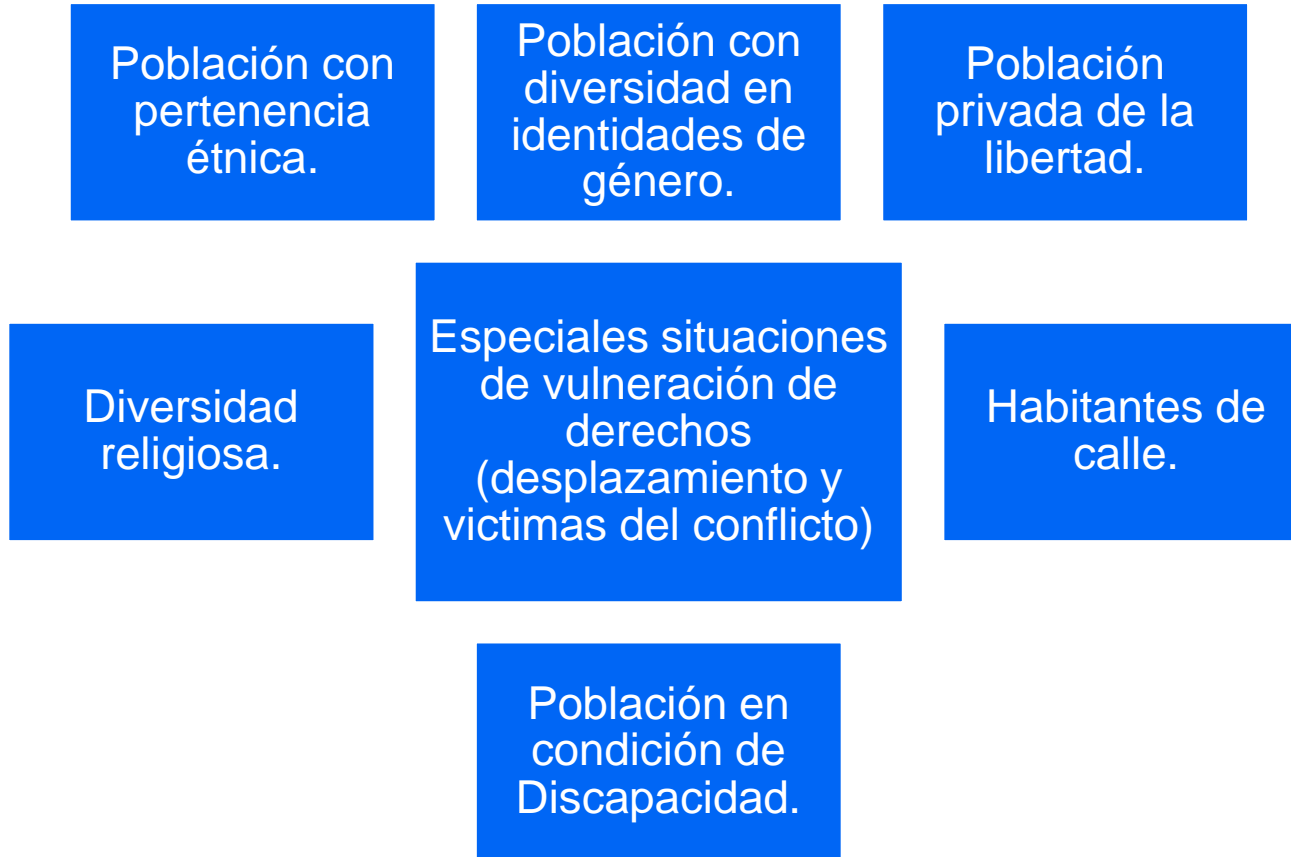 Población con
pertenencia
étnica.
Población con
diversidad en
identidades de
género.
Población
privada de la
libertad.
Diversidad
religiosa.
Especiales situaciones
de vulneración de
derechos
(desplazamiento y
victimas del conflicto)
Habitantes de
calle.
Población en
condición de
Discapacidad.